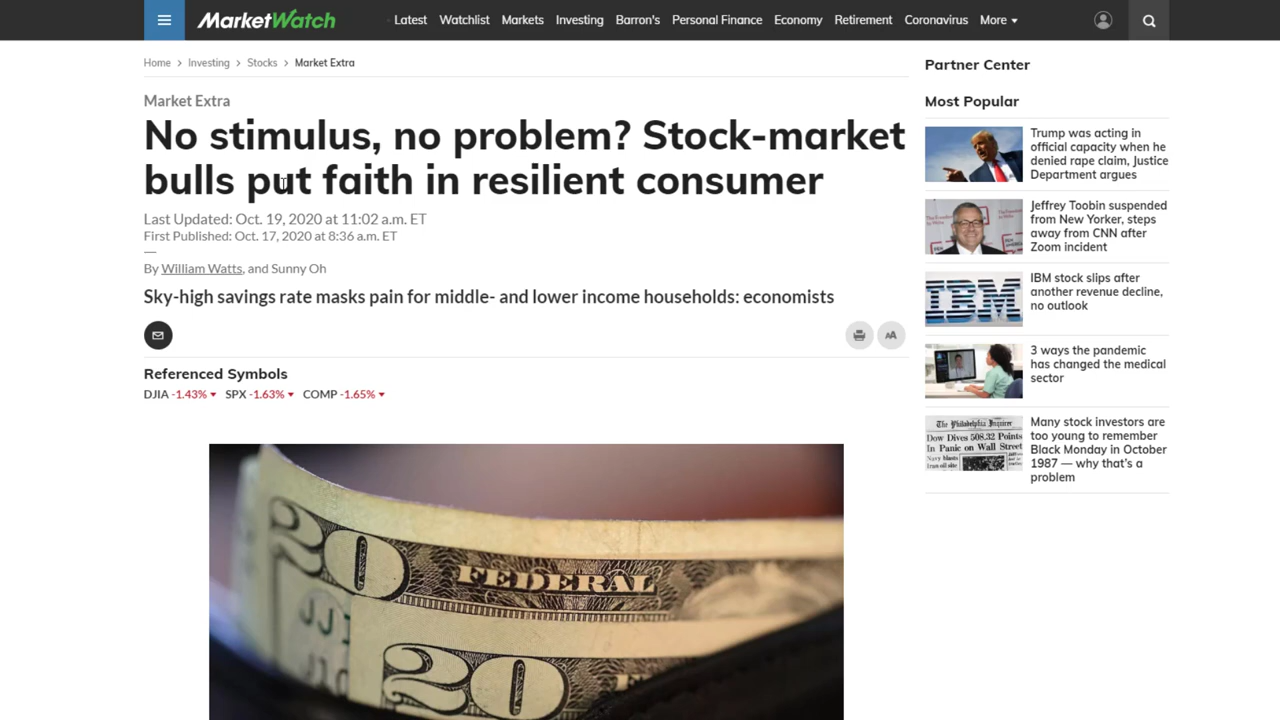 MarketWatch
Latest Watchlist Markets Investing Barron's Personal Finance Economy Retirement Coronavirus More
Home > Investing > Stocks > Market Extra
Market Extra
No stimulus, no problem? Stock-market
bulls put faith in resilient consumer
Last Updated: Oct. 19, 2020 at 11:02 a.m. ET
First Published: Oct. 17, 2020 at 8:36 a.m. ET
By William Watts, and Sunny Oh
Sky-high savings rate masks pain for middle- and lower income households: economists
AA
Referenced Symbols
DJIA -1.43% SPX -1.63% COMP -1.65%
20 FEDERAL
20
Partner Center
Most Popular
Trump was acting in
official capacity when he
denied rape claim, Justice
Department argues
Jeffrey Toobin suspended
from New Yorker, steps
away from CNN after
Zoom incident
IBM
IBM stock slips after
another revenue decline,
no outlook
3 ways the pandemic
has changed the medical
sector
The Philadelphia Inquirer
Dow Dives 508.32 Points
In Panic on Wall Street
Many stock investors are
too young to remember
Black Monday in October
1987 — why that's a
problem